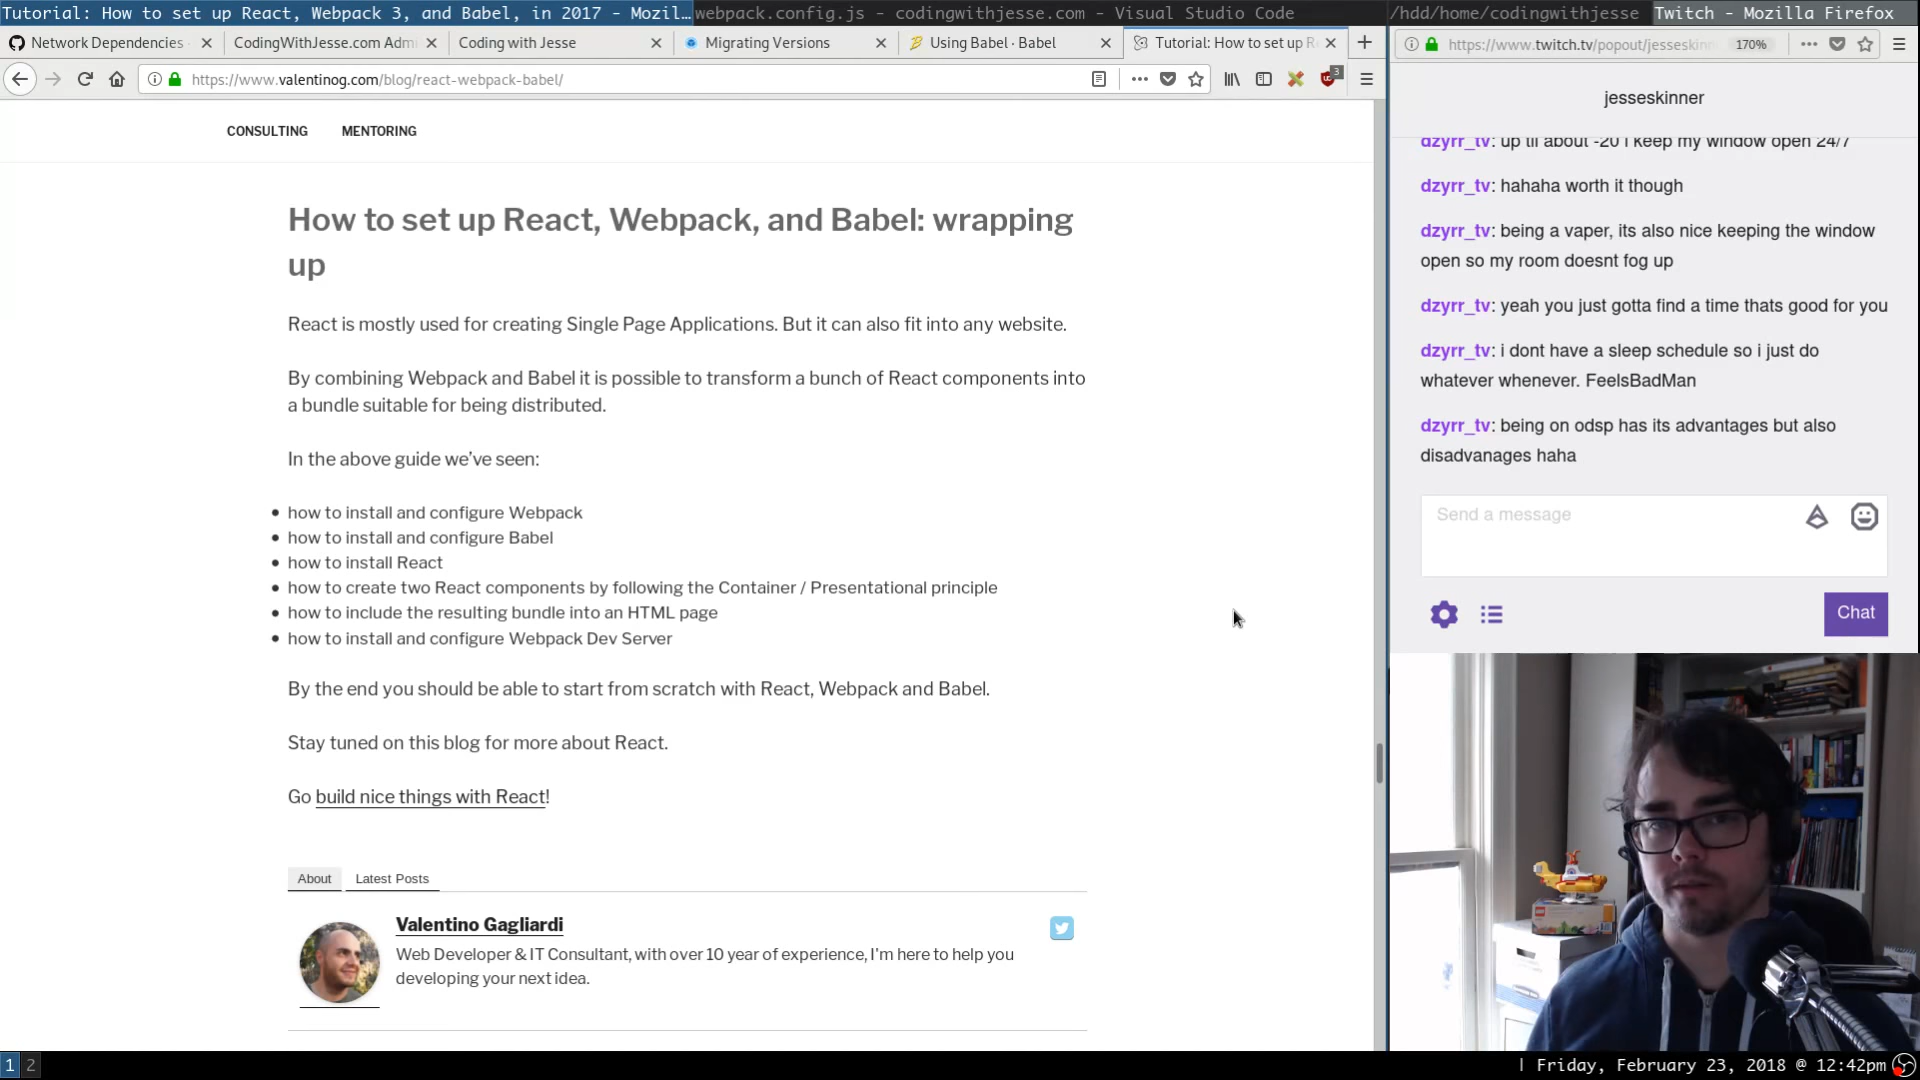 Tutorial: How to set up React, Webpack 3, and Babel, in 2017 - Mozil…
webpack.config.js - codingwithjesse.com - Visual Studio Code
/hdd/home/codingwithjesse
Twitch - Mozilla Firefox
Network Dependencies
CodingWithJesse.com Admi
Coding with Jesse
Migrating Versions
Using Babel · Babel
Tutorial: How to set up R
https://www.valentinog.com/blog/react-webpack-babel/
3
https://www.twitch.tv/popout/jesseskinn
170%
CONSULTING
MENTORING
How to set up React, Webpack, and Babel: wrapping
up
React is mostly used for creating Single Page Applications. But it can also fit into any website.
By combining Webpack and Babel it is possible to transform a bunch of React components into
a bundle suitable for being distributed.
In the above guide we’ve seen:
• how to install and configure Webpack
• how to install and configure Babel
• how to install React
• how to create two React components by following the Container / Presentational principle
• how to include the resulting bundle into an HTML page
• how to install and configure Webpack Dev Server
By the end you should be able to start from scratch with React, Webpack and Babel.
Stay tuned on this blog for more about React.
Go build nice things with React!
About
Latest Posts
Valentino Gagliardi
Web Developer & IT Consultant, with over 10 year of experience, I'm here to help you
developing your next idea.
jesseskinner
dzyrr_tv: up til about -20 i keep my window open 24/7
dzyrr_tv: hahaha worth it though
dzyrr_tv: being a vaper, its also nice keeping the window
open so my room doesnt fog up
dzyrr_tv: yeah you just gotta find a time thats good for you
dzyrr_tv: i dont have a sleep schedule so i just do
whatever whenever. FeelsBadMan
dzyrr_tv: being on odsp has its advantages but also
disadvanages haha
Send a message
Chat
1
2
| Friday, February 23, 2018 @ 12:42pm